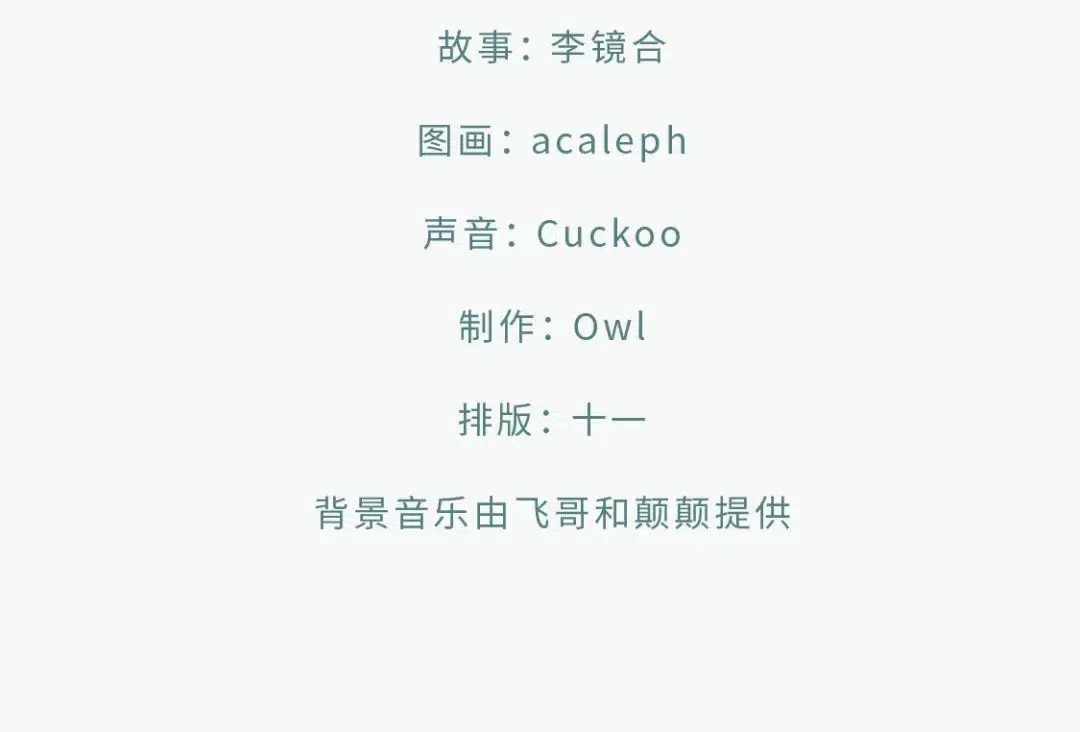 故事：李镜合
图画：acaleph
声音：Cuckoo
制作：Owl
排版：十一
背景音乐由飞哥和颠颠提供